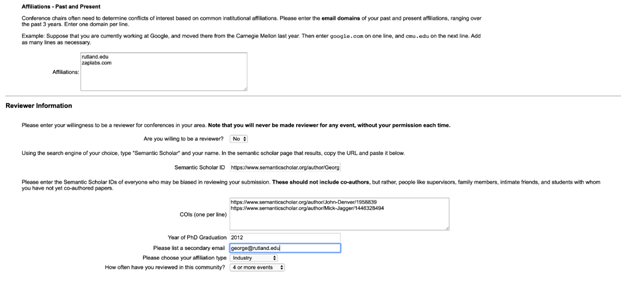 Affiliations - Past and Present
Conference chairs often need to determine conflicts of interest based on common institutional affiliations. Please enter the email domains of your past and present affiliations, ranging over
the past 3 years. Enter one domain per line.
Example: Suppose that you are currently working at Google, and moved there from the Carnegie Mellon last year. Then enter google.com on one line, and cmu.edu on the next line. Add
as many lines as necessary.
rutland.edu
zaplabs.com
Affiliations:
Reviewer Information
Please enter your willingness to be a reviewer for conferences in your area. Note that you will never be made reviewer for any event, without your permission each time.
Are you willing to be a reviewer? No
Using the search engine of your choice, type "Semantic Scholar" and your name. In the semantic scholar page that results, copy the URL and paste it below.
Semantic Scholar ID https://www.semanticscholar.org/author/Georg
Please enter the Semantic Scholar IDs of everyone who may be biased in reviewing your submission. These should not include co-authors, but rather, people like supervisors, family members, intimate friends, and students with whom
you have not yet co-authored papers.
https://www.semanticscholar.org/author/John-Denver/1958839
https://www.semanticscholar.org/author/Mick-Jagger/1448328494
COIs (one per line)
Year of PhD Graduation 2012
Please list a secondary email george@rutland.edu
Please choose your affiliation type Industry
How often have you reviewed in this community? 4 or more events